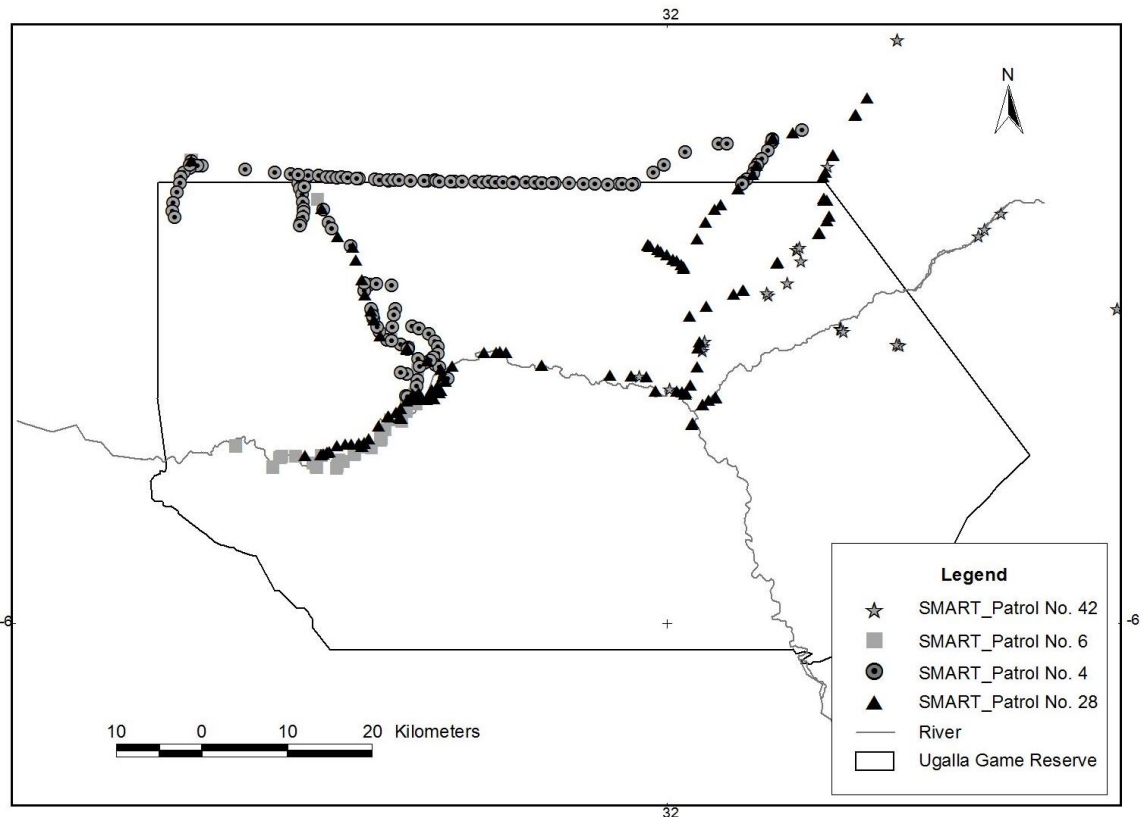 32
N
-6
-6
Legend
SMART_Patrol No. 42
SMART_Patrol No. 6
SMART_Patrol No. 4
SMART_Patrol No. 28
River
Ugalla Game Reserve
10 0 10 20 Kilometers
32